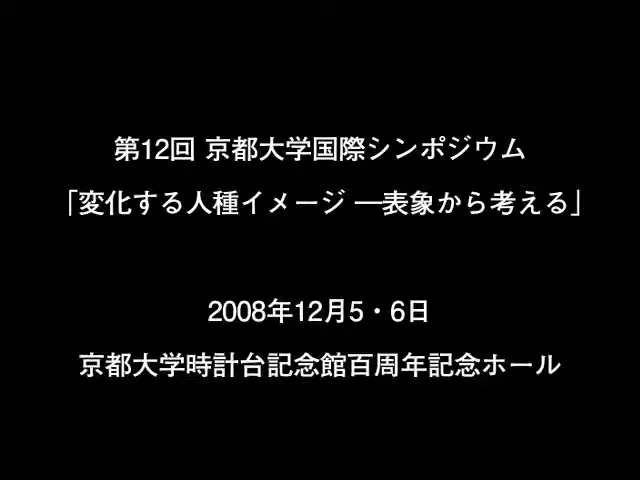 第12回 京都大学国際シンポジウム
「変化する人種イメージ ―表象から考える」
2008年12月5・6日
京都大学時計台記念館百周年記念ホール